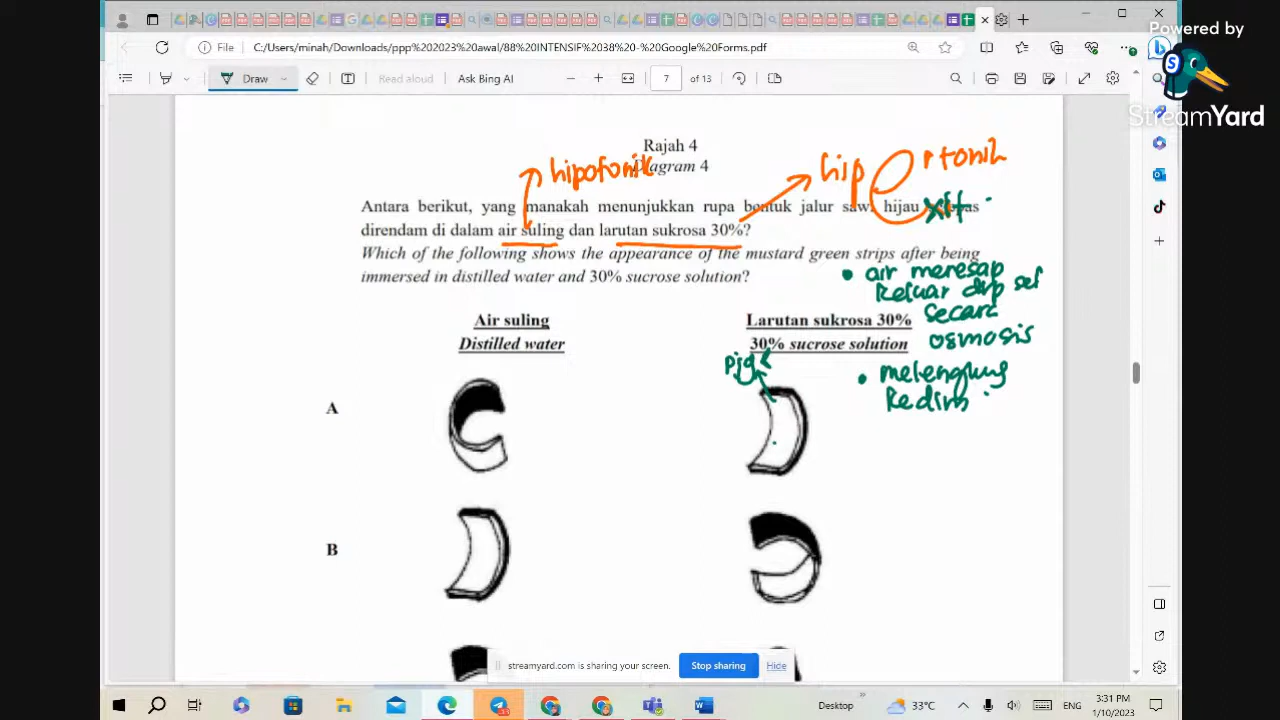 Powered by
StreamYard
File
C:/Users/minah/Downloads/ppp%202023%20awal/88%20INTENSIF%2038%20-%20Google%20Forms.pdf
Draw
Read aloud
Ask Bing AI
7
of 13
Rajah 4
Diagram 4
hipotonik
hip rtonik
Antara berikut, yang manakah menunjukkan rupa bentuk jalur sawi hijau
direndam di dalam air suling dan larutan sukrosa 30%?
Which of the following shows the appearance of the mustard green strips after being
immersed in distilled water and 30% sucrose solution?
• air meresap
keluar drp sel
secara
osmosis
• melengkung
Air suling
Distilled water
Larutan sukrosa 30%
30% sucrose solution
A
B
streamyard.com is sharing your screen.
Stop sharing
Hide
Desktop
33°C
3:31 PM
1/10/2023